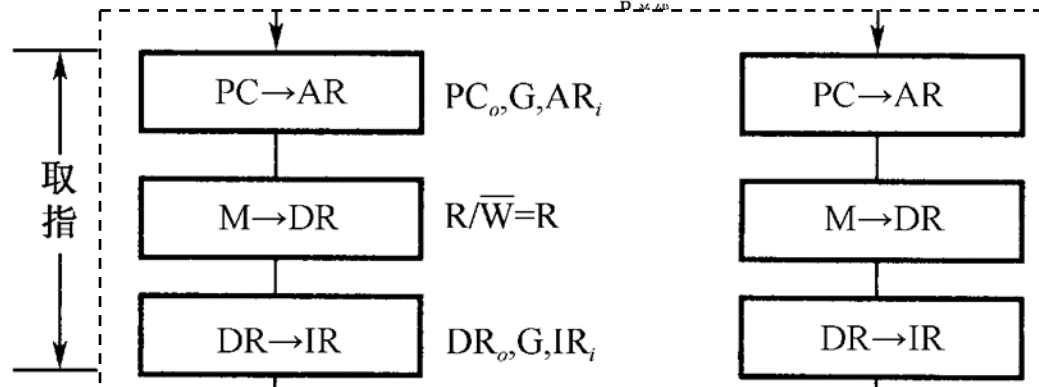 PC→AR PCₒ,G,ARᵢ PC→AR
取指
M→DR R/W̅=R M→DR
DR→IR DRₒ,G,IRᵢ DR→IR